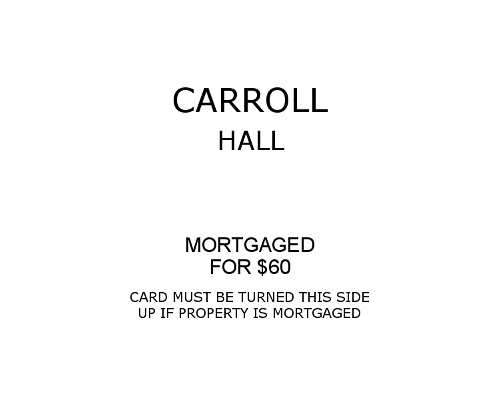 CARROLL
HALL
MORTGAGED
FOR $60
CARD MUST BE TURNED THIS SIDE
UP IF PROPERTY IS MORTGAGED